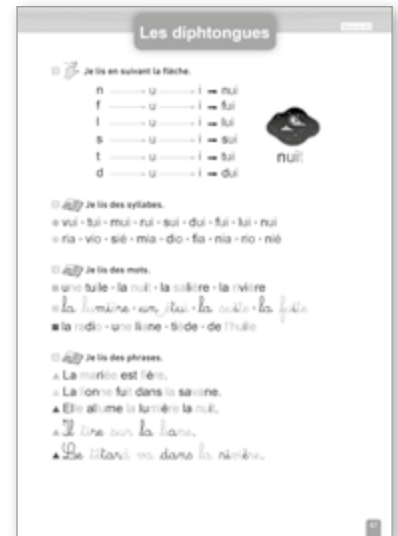 Les diphtongues
Je lis en suivant la flèche.
n u i nui
f u i fui
l u i lui
s u i sui
t u i tui
d u i dui
nuit
Je lis des syllabes.
vui - tui - mui - rui - sui - dui - fui - lui - nui
ria - vio - sié - mia - dio - fia - nia - rio - nié
Je lis des mots.
une tuile - la nuit - la salière - la rivière
la lumière - un étui - la suite - la fuite
la radio - une liane - tiède - de l'huile
Je lis des phrases.
La mariée est fière.
La lionne fuit dans la savane.
Elle allume la lumière la nuit.
Il tire sur la liane.
Le têtard va dans la rivière.